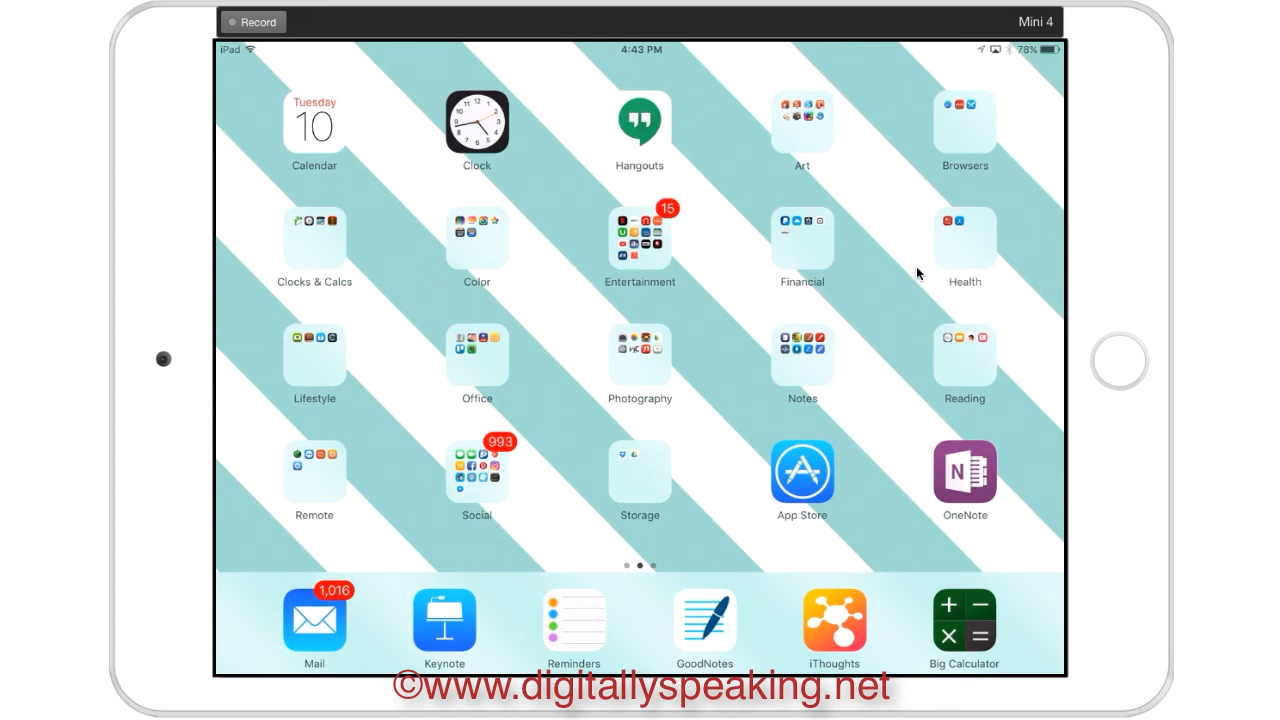 Record
Mini 4
iPad 4:43 PM 78%
Tuesday
10
Calendar Clock Hangouts Art Browsers
15
Clocks & Calcs Color Entertainment Financial Health
Lifestyle Office Photography Notes Reading
993
N
Remote Social Storage App Store OneNote
1,016
Mail Keynote Reminders GoodNotes iThoughts Big Calculator
©www.digitallyspeaking.net